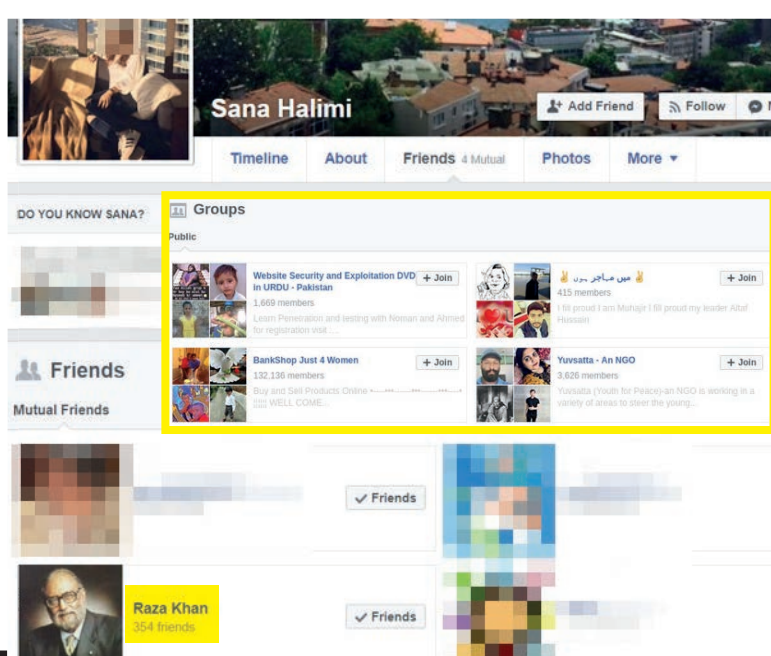 Sana Halimi
Add Friend
Follow
Timeline
About
Friends 4 Mutual
Photos
More
DO YOU KNOW SANA?
Groups
Public
Website Security and Exploitation DVD
in URDU - Pakistan
+ Join
1,669 members
Learn Penetration and testing with Noman and Ahmed
for registration visit : ...
میں مہاجر ہوں
+ Join
415 members
I fill proud I am Muhajir I fill proud my leader Altaf
Hussain
BankShop Just 4 Women
+ Join
132,136 members
Buy and Sell Products Online
WELL COME...
Yuvsatta - An NGO
+ Join
3,626 members
Yuvsatta (Youth for Peace)-an NGO is working in a
variety of areas to steer the young...
Friends
Mutual Friends
Friends
Raza Khan
354 friends
Friends